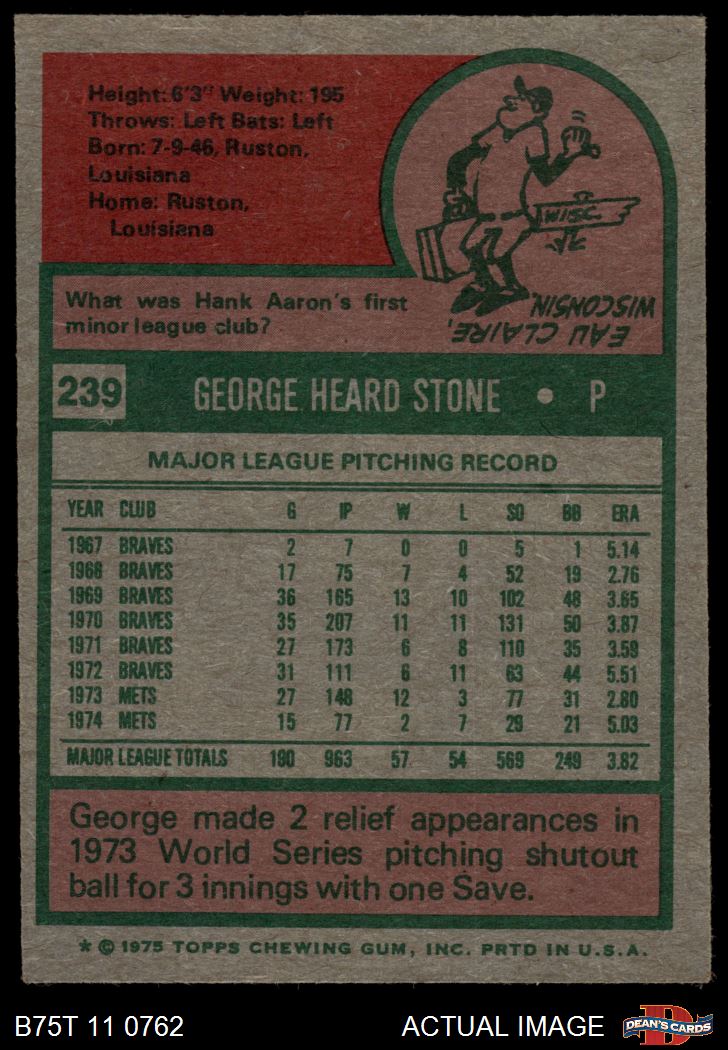 Height: 6'3" Weight: 195
Throws: Left Bats: Left
Born: 7-9-46, Ruston,
Louisiana
Home: Ruston,
Louisiana
WISC
EAU CLAIRE,
WISCONSIN.
What was Hank Aaron's first
minor league club?
239 GEORGE HEARD STONE • P
MAJOR LEAGUE PITCHING RECORD
YEAR CLUB G IP W L SO BB ERA
1967 BRAVES 2 7 0 0 5 1 5.14
1968 BRAVES 17 75 7 4 52 19 2.76
1969 BRAVES 36 165 13 10 102 48 3.65
1970 BRAVES 35 207 11 11 131 50 3.87
1971 BRAVES 27 173 6 8 110 35 3.59
1972 BRAVES 31 111 6 11 63 44 5.51
1973 METS 27 148 12 3 77 31 2.80
1974 METS 15 77 2 7 29 21 5.03
MAJOR LEAGUE TOTALS 190 963 57 54 569 249 3.82
George made 2 relief appearances in
1973 World Series pitching shutout
ball for 3 innings with one Save.
* © 1975 TOPPS CHEWING GUM, INC. PRTD IN U.S.A.
B75T 11 0762 ACTUAL IMAGE D DEAN'S CARDS